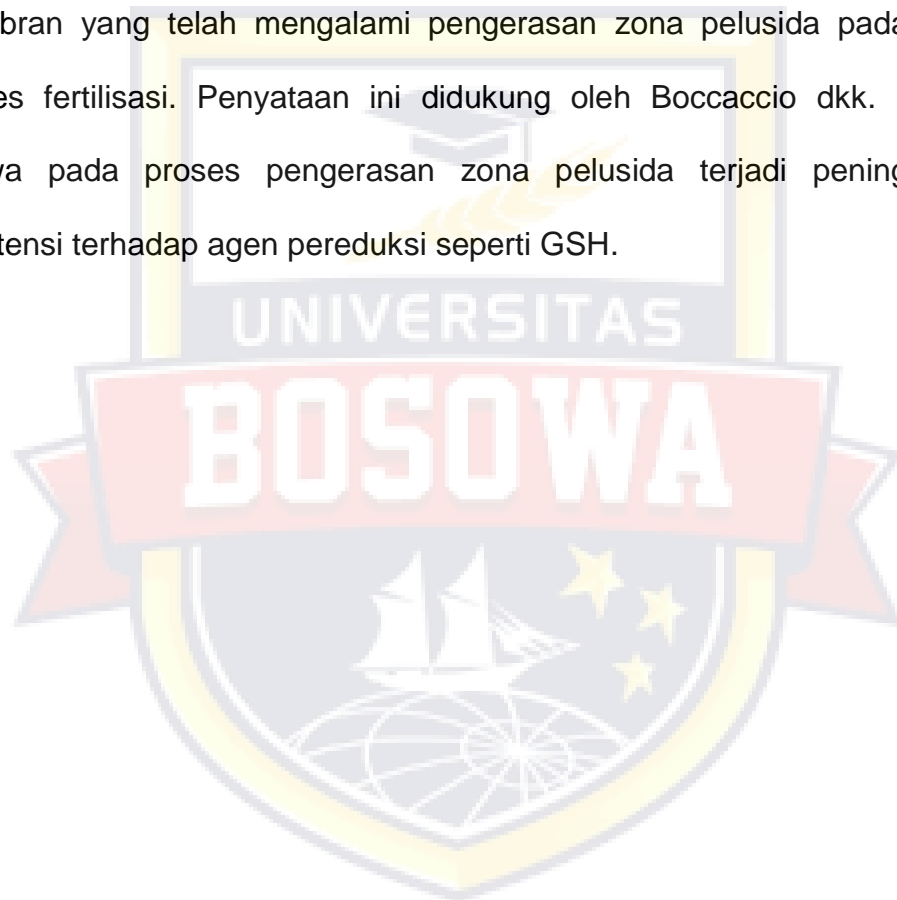 bran yang telah mengalami pengerasan zona pelusida pada
es fertilisasi. Penyataan ini didukung oleh Boccaccio dkk.
wa pada proses pengerasan zona pelusida terjadi pening
tensi terhadap agen pereduksi seperti GSH.
UNIVERSITAS
BOSOWA